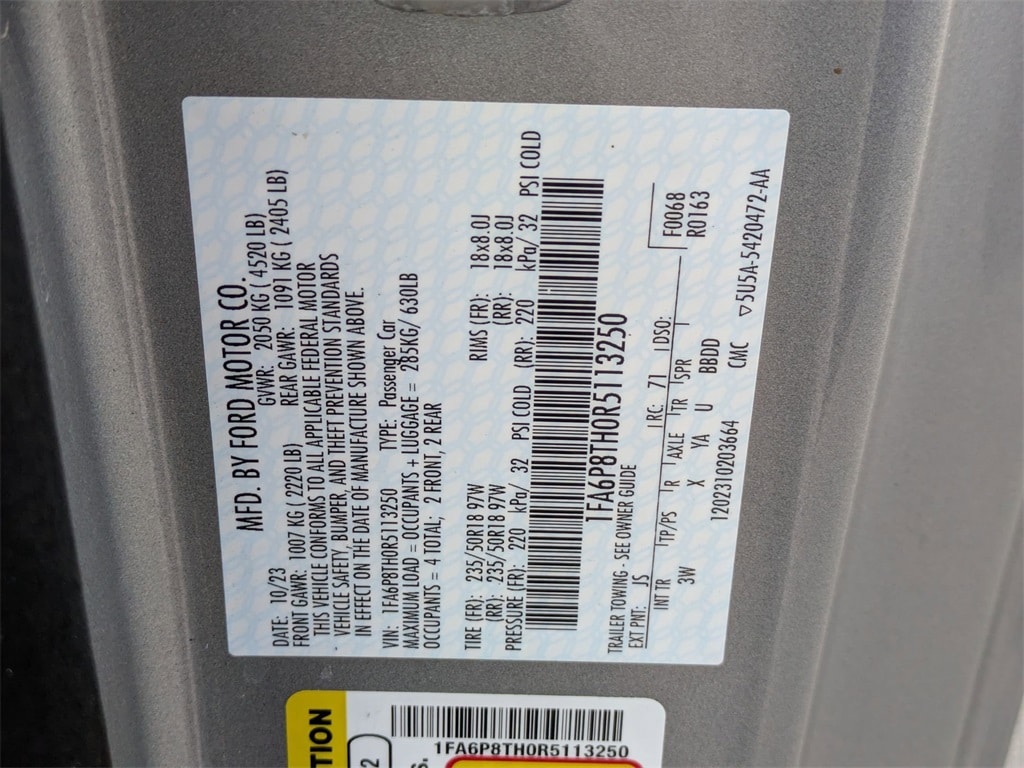 MFD. BY FORD MOTOR CO.
DATE: 10/23 GVWR: 2050 KG ( 4520 LB)
FRONT GAWR: 1007 KG ( 2220 LB) REAR GAWR: 1091 KG ( 2405 LB)
THIS VEHICLE CONFORMS TO ALL APPLICABLE FEDERAL MOTOR
VEHICLE SAFETY, BUMPER, AND THEFT PREVENTION STANDARDS
IN EFFECT ON THE DATE OF MANUFACTURE SHOWN ABOVE.
VIN: 1FA6P8TH0R5113250 TYPE: Passenger Car
MAXIMUM LOAD = OCCUPANTS + LUGGAGE = 285KG/ 630LB
OCCUPANTS = 4 TOTAL; 2 FRONT, 2 REAR
TIRE (FR): 235/50R18 97W RIMS (FR): 18x8.0J
(RR): 235/50R18 97W (RR): 18x8.0J
PRESSURE (FR): 220 kPa/ 32 PSI COLD (RR): 220 kPa/ 32 PSI COLD
1FA6P8TH0R5113250
TRAILER TOWING - SEE OWNER GUIDE
EXT PNT: JS RC: 71 DSO: F0068
R0163
INT TR TP/PS R AXLE TR SPR
3W X YA U BBDD
1202310203664 CMC
▽5U5A-5420472-AA
TION
2
s.
1FA6P8TH0R5113250